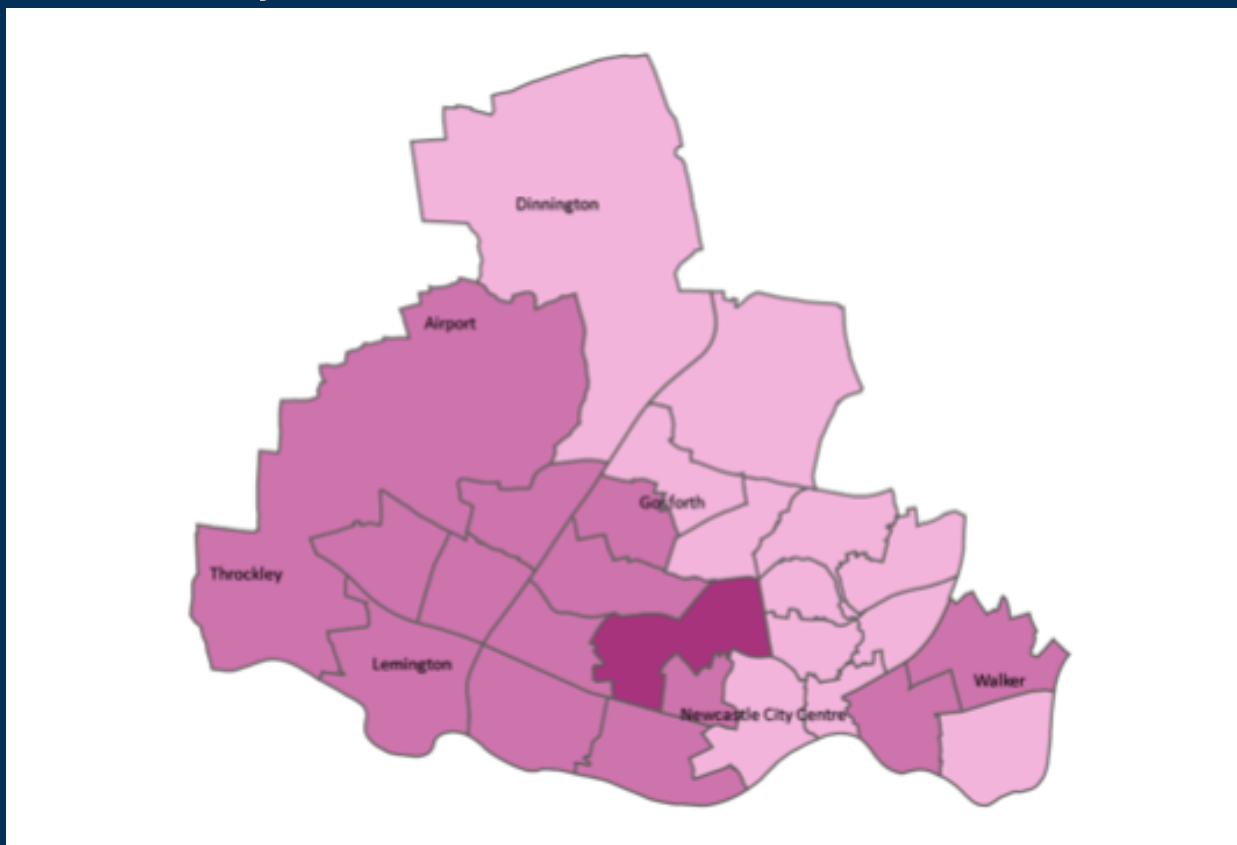 Dinnington
Airport
Gosforth
Throckley
Lemington
Walker
Newcastle City Centre